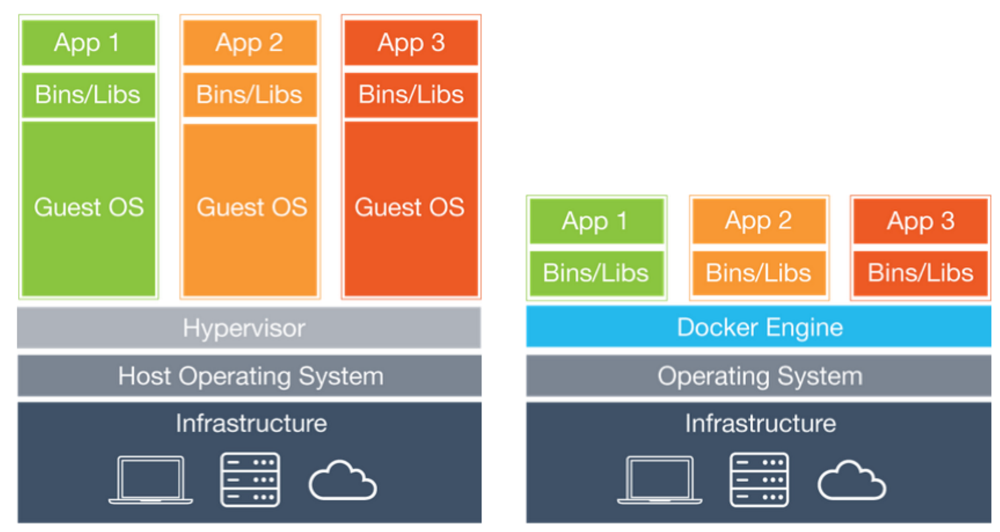 App 1
App 2
App 3
Bins/Libs
Bins/Libs
Bins/Libs
Guest OS
Guest OS
Guest OS
Hypervisor
Host Operating System
Infrastructure
App 1
App 2
App 3
Bins/Libs
Bins/Libs
Bins/Libs
Docker Engine
Operating System
Infrastructure